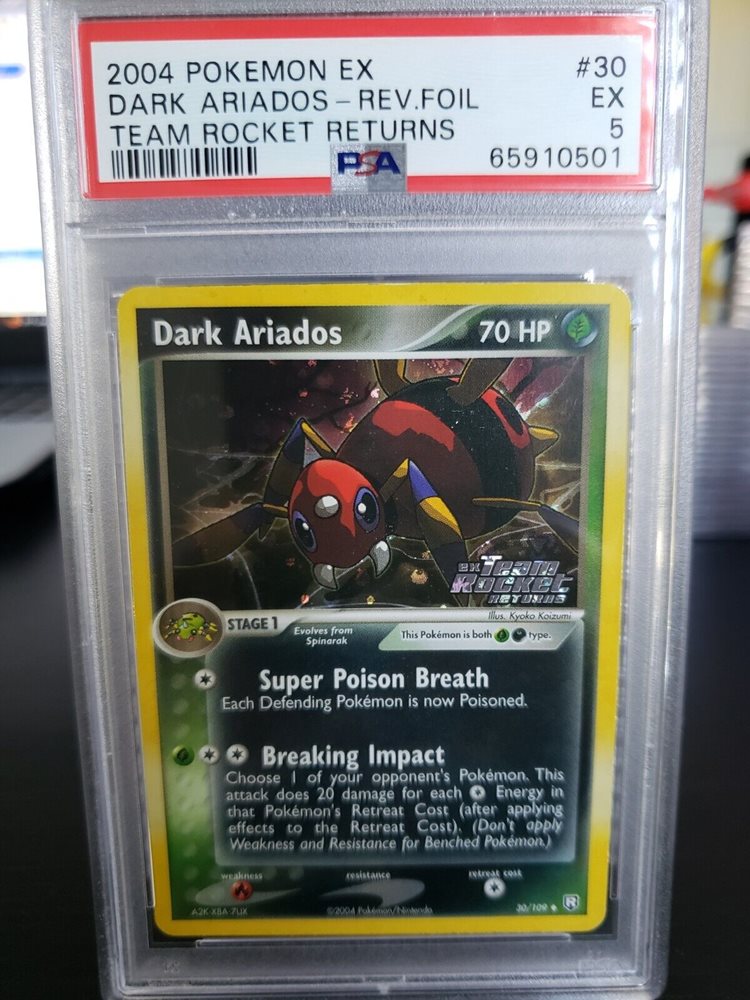 2004 POKEMON EX #30
DARK ARIADOS - REV.FOIL EX
TEAM ROCKET RETURNS 5
PSA 65910501
Dark Ariados 70 HP
EX Team
Rocket
RETURNS
Illus. Kyoko Koizumi
STAGE 1
Evolves from
Spinarak
This Pokémon is both type.
Super Poison Breath
Each Defending Pokémon is now Poisoned.
Breaking Impact
Choose 1 of your opponent's Pokémon. This
attack does 20 damage for each Energy in
that Pokémon's Retreat Cost (after applying
effects to the Retreat Cost). (Don't apply
Weakness and Resistance for Benched Pokémon.)
weakness resistance retreat cost
A2K-XBA-7UX ©2004 Pokémon/Nintendo 30/109 R